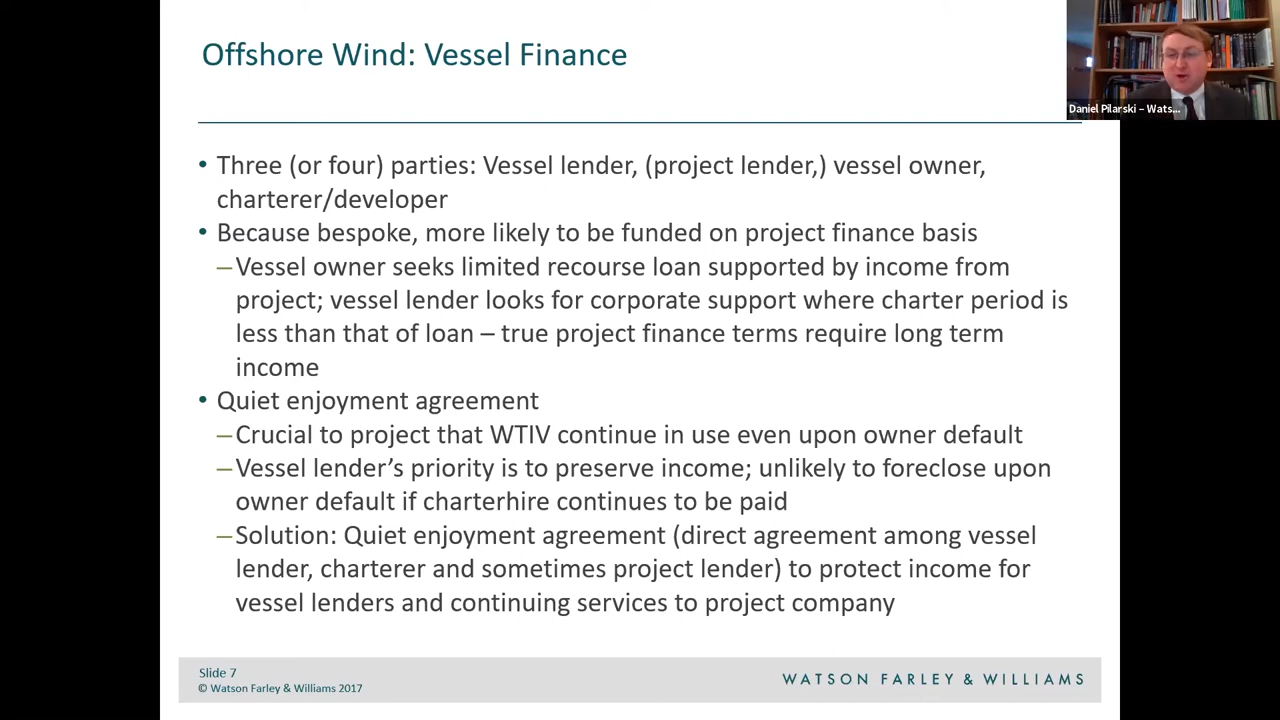 Offshore Wind: Vessel Finance
Daniel Pilarski – Wats...
• Three (or four) parties: Vessel lender, (project lender,) vessel owner,
charterer/developer
• Because bespoke, more likely to be funded on project finance basis
–Vessel owner seeks limited recourse loan supported by income from
project; vessel lender looks for corporate support where charter period is
less than that of loan – true project finance terms require long term
income
• Quiet enjoyment agreement
–Crucial to project that WTIV continue in use even upon owner default
–Vessel lender’s priority is to preserve income; unlikely to foreclose upon
owner default if charterhire continues to be paid
–Solution: Quiet enjoyment agreement (direct agreement among vessel
lender, charterer and sometimes project lender) to protect income for
vessel lenders and continuing services to project company
Slide 7
© Watson Farley & Williams 2017
WATSON FARLEY & WILLIAMS